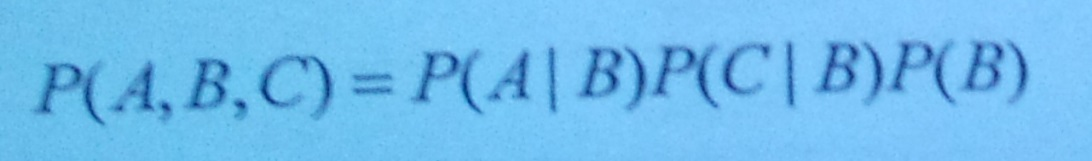 P(A, B, C) = P(A | B)P(C | B)P(B)